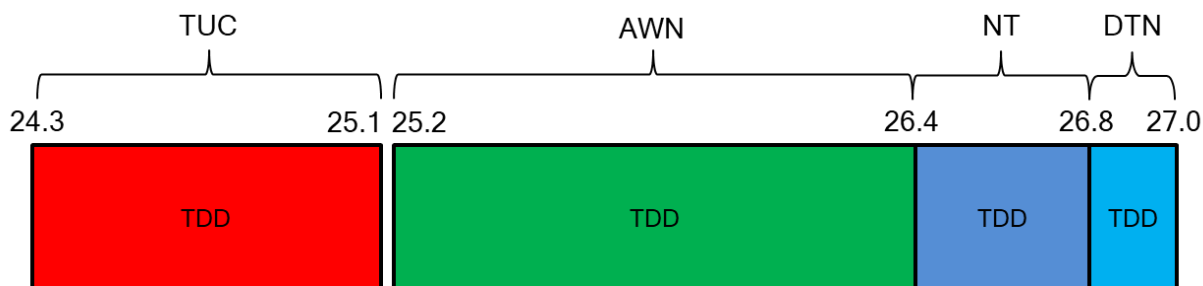 TUC AWN NT DTN
24.3 25.1 25.2 26.4 26.8 27.0
TDD TDD TDD TDD